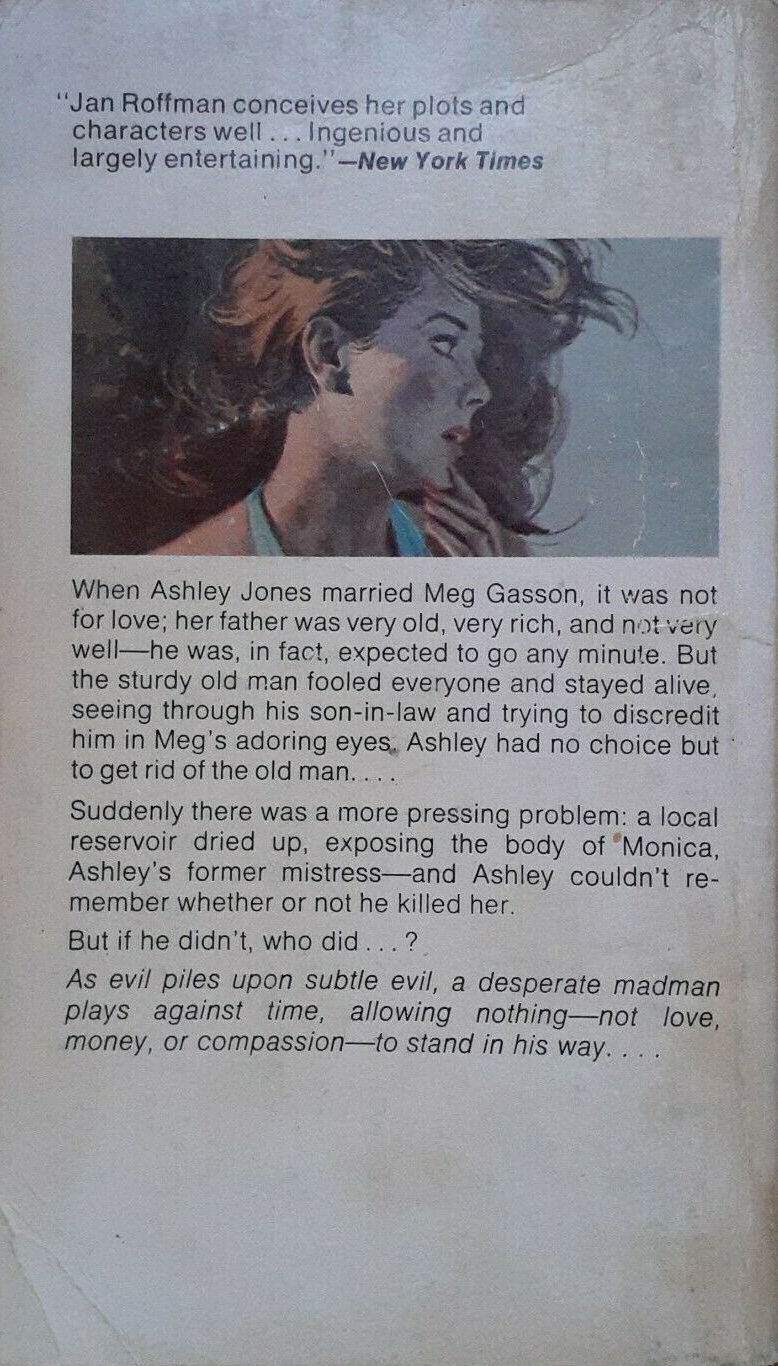 "Jan Roffman conceives her plots and
characters well ... Ingenious and
largely entertaining."—New York Times
When Ashley Jones married Meg Gasson, it was not
for love; her father was very old, very rich, and not very
well—he was, in fact, expected to go any minute. But
the sturdy old man fooled everyone and stayed alive,
seeing through his son-in-law and trying to discredit
him in Meg's adoring eyes. Ashley had no choice but
to get rid of the old man....
Suddenly there was a more pressing problem: a local
reservoir dried up, exposing the body of Monica,
Ashley's former mistress—and Ashley couldn't re-
member whether or not he killed her.
But if he didn't, who did ...?
As evil piles upon subtle evil, a desperate madman
plays against time, allowing nothing—not love,
money, or compassion—to stand in his way....